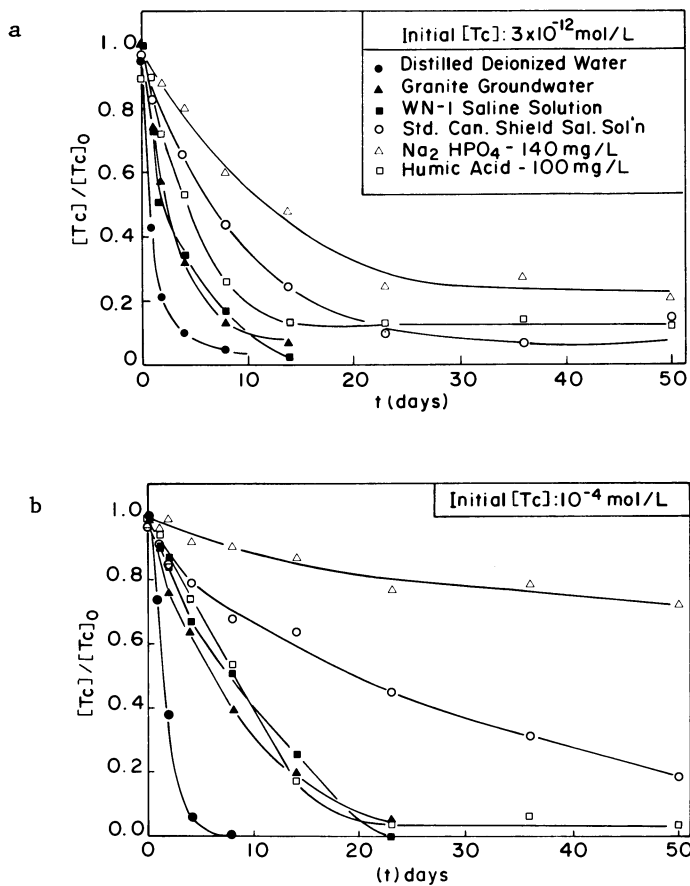 a
Initial [Tc]: 3x10⁻¹² mol/L
● Distilled Deionized Water
▲ Granite Groundwater
■ WN-1 Saline Solution
○ Std. Can. Shield Sal. Sol'n
△ Na₂ HPO₄ - 140 mg/L
□ Humic Acid - 100 mg/L
[Tc]/[Tc]₀
1.0
0.8
0.6
0.4
0.2
0
0 10 20 30 40 50
t (days)
b
Initial [Tc]: 10⁻⁴ mol/L
[Tc]/[Tc]₀
1.0
0.8
0.6
0.4
0.2
0.0
0 10 20 30 40 50
(t) days